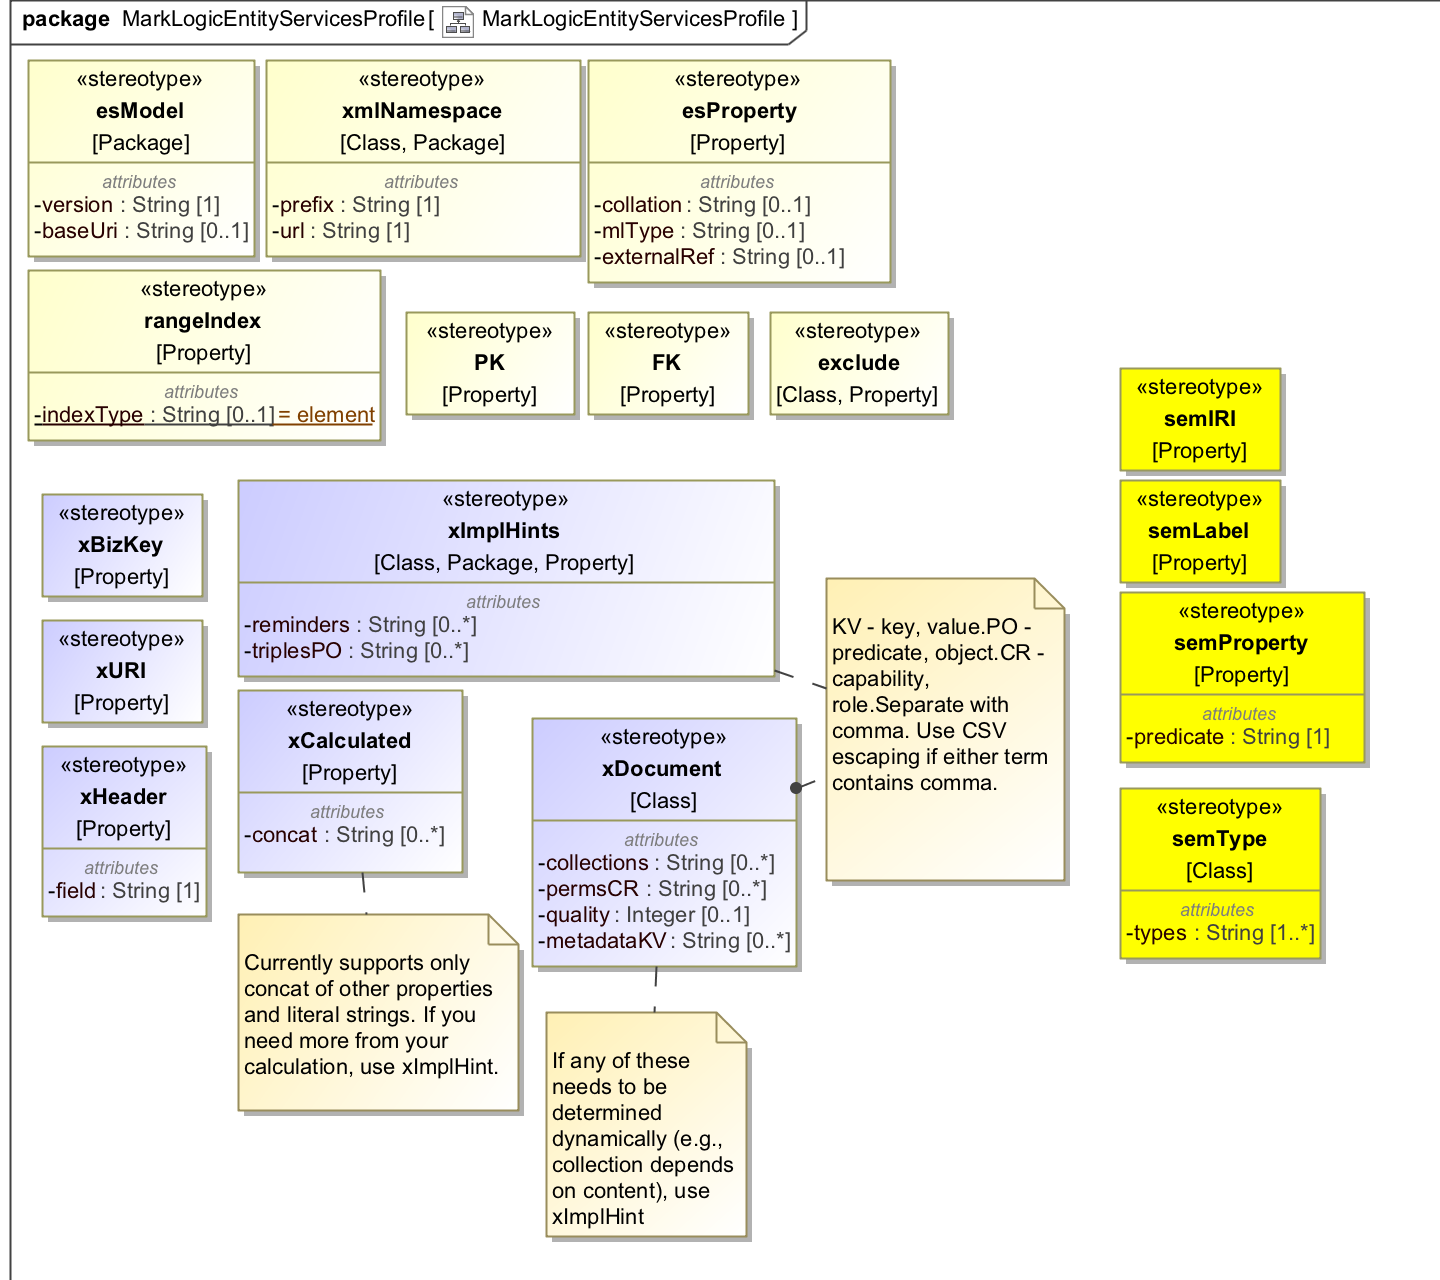 package MarkLogicEntityServicesProfile[ MarkLogicEntityServicesProfile ]
«stereotype»
esModel
[Package]
attributes
-version : String [1]
-baseUri : String [0..1]
«stereotype»
xmlNamespace
[Class, Package]
attributes
-prefix : String [1]
-url : String [1]
«stereotype»
esProperty
[Property]
attributes
-collation : String [0..1]
-mlType : String [0..1]
-externalRef : String [0..1]
«stereotype»
rangeIndex
[Property]
attributes
-indexType : String [0..1] = element
«stereotype»
PK
[Property]
«stereotype»
FK
[Property]
«stereotype»
exclude
[Class, Property]
«stereotype»
semIRI
[Property]
«stereotype»
semLabel
[Property]
«stereotype»
semProperty
[Property]
attributes
-predicate : String [1]
«stereotype»
semType
[Class]
attributes
-types : String [1..*]
«stereotype»
xBizKey
[Property]
«stereotype»
xURI
[Property]
«stereotype»
xHeader
[Property]
attributes
-field : String [1]
«stereotype»
xImplHints
[Class, Package, Property]
attributes
-reminders : String [0..*]
-triplesPO : String [0..*]
«stereotype»
xCalculated
[Property]
attributes
-concat : String [0..*]
«stereotype»
xDocument
[Class]
attributes
-collections : String [0..*]
-permsCR : String [0..*]
-quality : Integer [0..1]
-metadataKV : String [0..*]
KV - key, value.PO -
predicate, object.CR -
capability,
role.Separate with
comma. Use CSV
escaping if either term
contains comma.
Currently supports only
concat of other properties
and literal strings. If you
need more from your
calculation, use xImplHint.
If any of these
needs to be
determined
dynamically (e.g.,
collection depends
on content), use
xImplHint